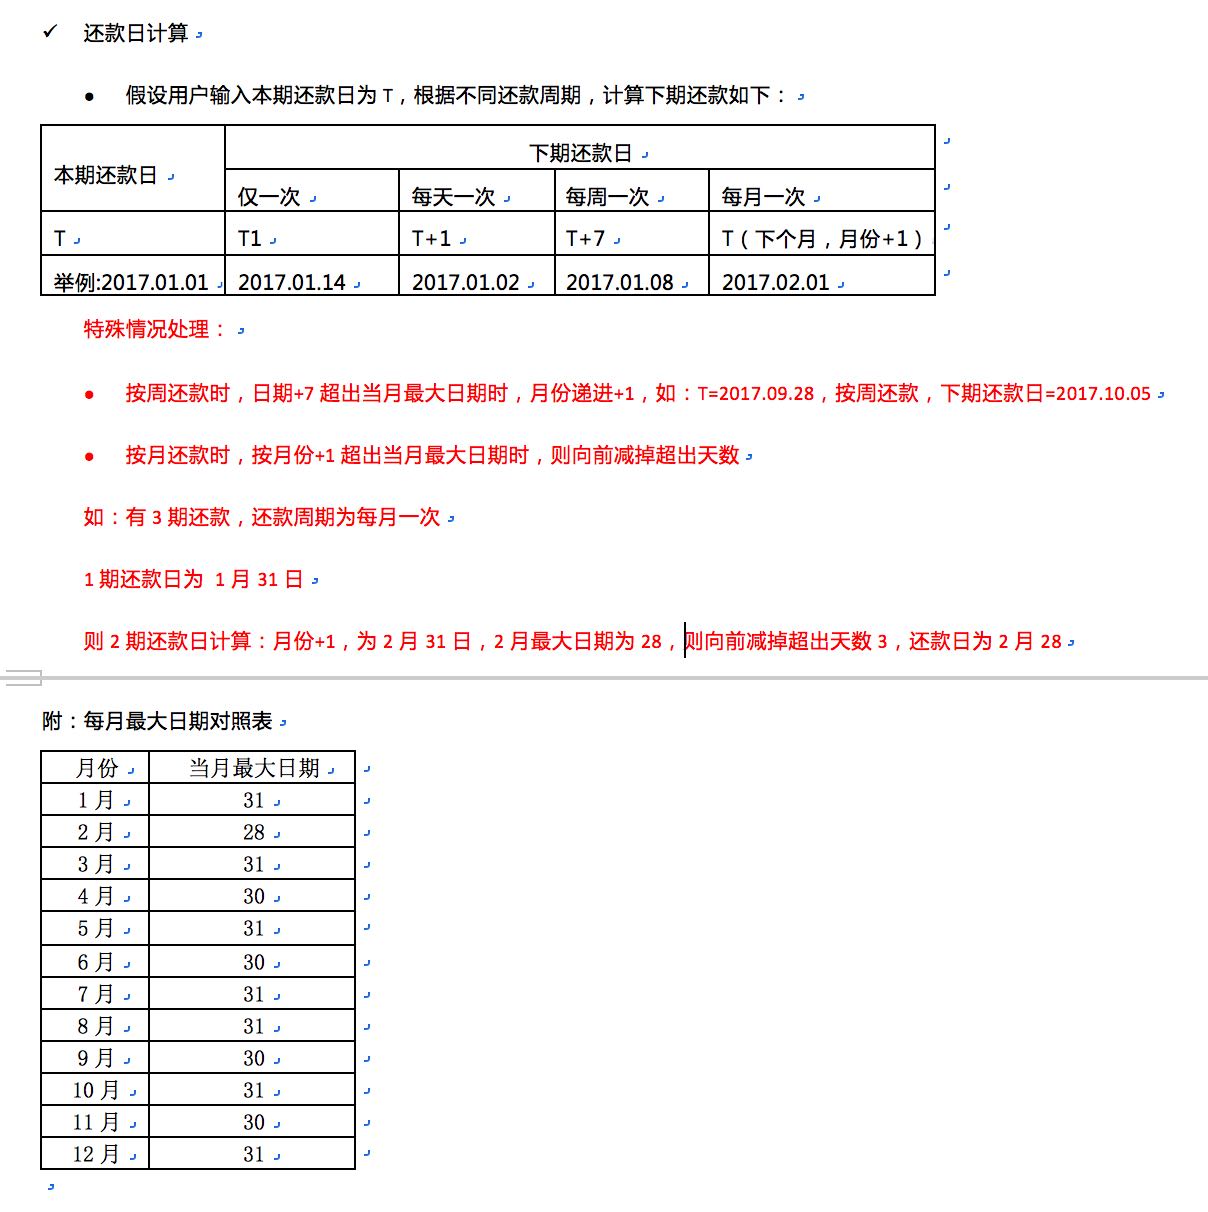 ✓ 还款日计算
● 假设用户输入本期还款日为 T，根据不同还款周期，计算下期还款如下：
本期还款日 下期还款日
仅一次 每天一次 每周一次 每月一次
T T1 T+1 T+7 T（下个月，月份+1）
举例:2017.01.01 2017.01.14 2017.01.02 2017.01.08 2017.02.01
特殊情况处理：
● 按周还款时，日期+7 超出当月最大日期时，月份递进+1，如：T=2017.09.28，按周还款，下期还款日=2017.10.05
● 按月还款时，按月份+1 超出当月最大日期时，则向前减掉超出天数
如：有 3 期还款，还款周期为每月一次
1 期还款日为 1 月 31 日
则 2 期还款日计算：月份+1，为 2 月 31 日，2 月最大日期为 28，则向前减掉超出天数 3，还款日为 2 月 28
附：每月最大日期对照表
月份 当月最大日期
1 月 31
2 月 28
3 月 31
4 月 30
5 月 31
6 月 30
7 月 31
8 月 31
9 月 30
10 月 31
11 月 30
12 月 31